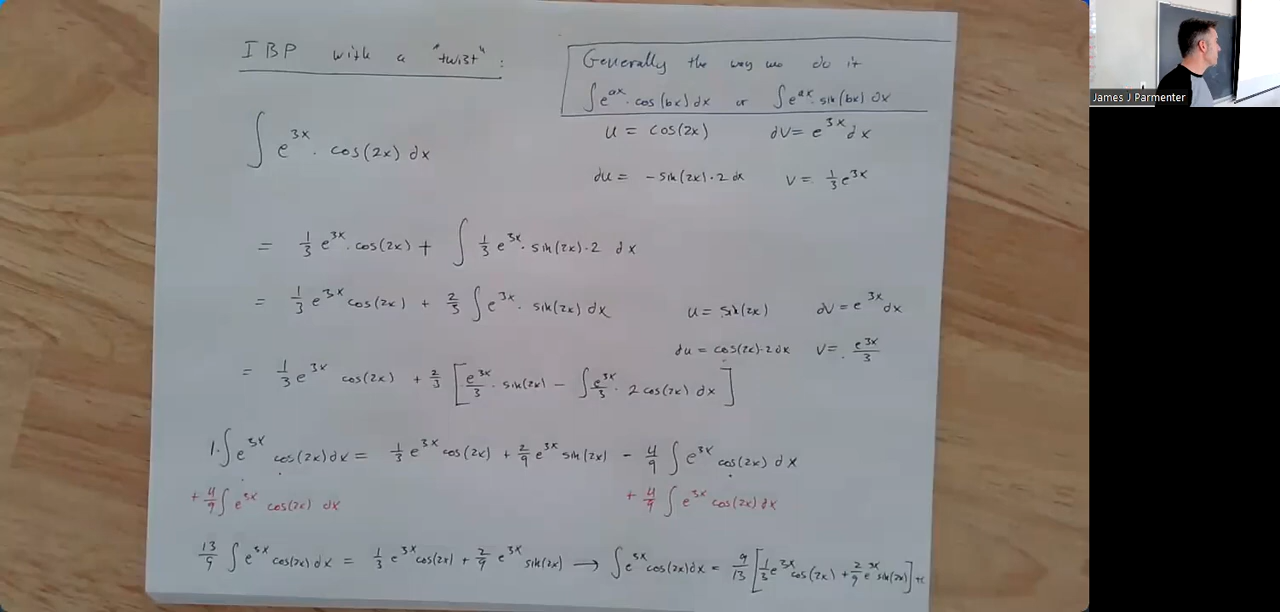 IBP with a "twist":
Generally the way we do it
∫e^{ax}·cos(bx)dx or ∫e^{ax}·sin(bx)dx
∫e^{3x}·cos(2x)dx
u = cos(2x) dv = e^{3x}dx
du = -sin(2x)·2dx v = 1/3 e^{3x}
= 1/3 e^{3x}·cos(2x) + ∫1/3 e^{3x}·sin(2x)·2 dx
= 1/3 e^{3x}cos(2x) + 2/3 ∫e^{3x}·sin(2x)dx
u = sin(2x) dv = e^{3x}dx
du = cos(2x)·2dx v = e^{3x}/3
= 1/3 e^{3x} cos(2x) + 2/3 [e^{3x}/3·sin(2x) - ∫e^{3x}/3·2cos(2x)dx]
1·∫e^{3x}cos(2x)dx = 1/3 e^{3x}cos(2x) + 2/9 e^{3x}sin(2x) - 4/9 ∫e^{3x}cos(2x)dx
+ 4/9 ∫e^{3x}cos(2x)dx + 4/9 ∫e^{3x}cos(2x)dx
13/9 ∫e^{3x}cos(2x)dx = 1/3 e^{3x}cos(2x) + 2/9 e^{3x}sin(2x) → ∫e^{3x}cos(2x)dx = 9/13 [1/3 e^{3x}cos(2x) + 2/9 e^{3x}sin(2x)] + c
James J Parmenter